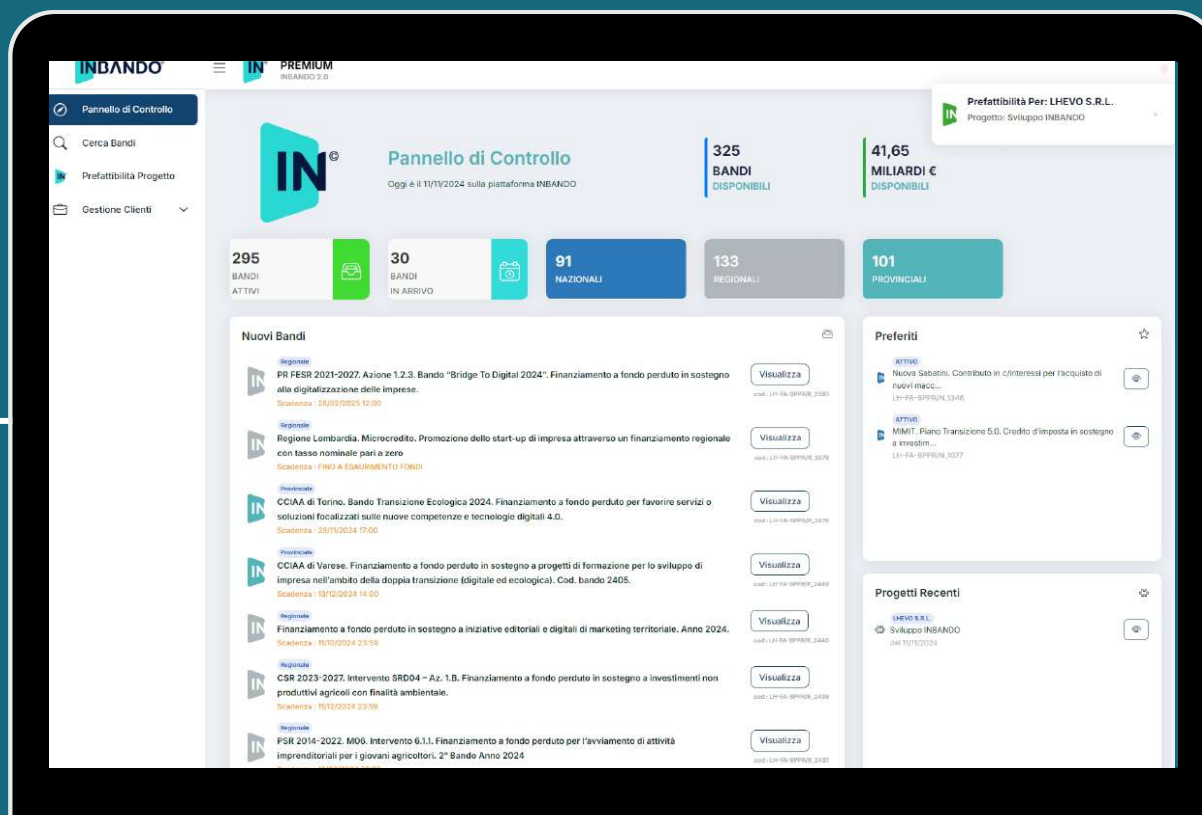 INBANDO
IN
PREMIUM
INBANDO 2.0
Pannello di Controllo
Cerca Bandi
IN
Prefattibilità Progetto
Gestione Clienti
IN
Prefattibilità Per: LHEVO S.R.L.
Progetto: Sviluppo INBANDO
IN©
Pannello di Controllo
Oggi è il 11/11/2024 sulla piattaforma INBANDO
325
BANDI
DISPONIBILI
41,65
MILIARDI €
DISPONIBILI
295
BANDI
ATTIVI
30
BANDI
IN ARRIVO
91
NAZIONALI
133
REGIONALI
101
PROVINCIALI
Nuovi Bandi
IN
Regionale
PR FESR 2021-2027. Azione 1.2.3. Bando "Bridge To Digital 2024". Finanziamento a fondo perduto in sostegno
alla digitalizzazione delle imprese.
Scadenza : 28/02/2025 12:00
Visualizza
IN
Regionale
Regione Lombardia. Microcredito. Promozione dello start-up di impresa attraverso un finanziamento regionale
con tasso nominale pari a zero
Scadenza : FINO A ESAURIMENTO FONDI
Visualizza
IN
Provinciale
CCIAA di Torino. Bando Transizione Ecologica 2024. Finanziamento a fondo perduto per favorire servizi o
soluzioni focalizzati sulle nuove competenze e tecnologie digitali 4.0.
Scadenza : 29/11/2024 17:00
Visualizza
IN
Provinciale
CCIAA di Varese. Finanziamento a fondo perduto in sostegno a progetti di formazione per lo sviluppo di
impresa nell'ambito della doppia transizione (digitale ed ecologica). Cod. bando 2405.
Scadenza : 13/12/2024 14:00
Visualizza
IN
Regionale
Finanziamento a fondo perduto in sostegno a iniziative editoriali e digitali di marketing territoriale. Anno 2024.
Scadenza : 11/10/2024 23:59
Visualizza
IN
Regionale
CSR 2023-2027. Intervento SRD04 – Az. 1.B. Finanziamento a fondo perduto in sostegno a investimenti non
produttivi agricoli con finalità ambientale.
Scadenza : 11/12/2024 23:59
Visualizza
IN
Regionale
PSR 2014-2022. M06. Intervento 6.1.1. Finanziamento a fondo perduto per l'avviamento di attività
imprenditoriali per i giovani agricoltori. 2° Bando Anno 2024
Visualizza
Preferiti
ATTIVO
Nuova Sabatini. Contributo in c/interessi per l'acquisto di
nuovi macc...
LH-FA-BPPR/N_1346
ATTIVO
MIMIT. Piano Transizione 5.0. Credito d'imposta in sostegno
a investim...
LH-FA-BPPR/N_1077
Progetti Recenti
LHEVO S.R.L.
Sviluppo INBANDO
del 11/11/2024